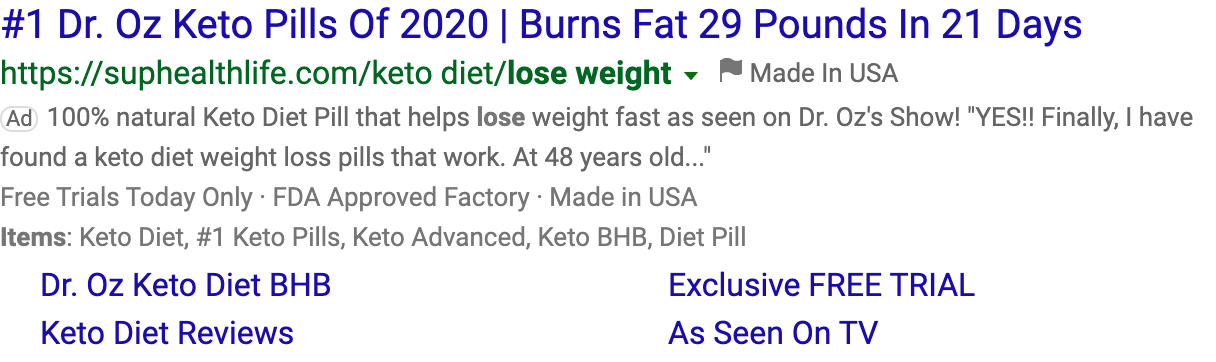 #1 Dr. Oz Keto Pills Of 2020 | Burns Fat 29 Pounds In 21 Days
https://suphealthlife.com/keto diet/lose weight Made In USA
Ad 100% natural Keto Diet Pill that helps lose weight fast as seen on Dr. Oz's Show! "YES!! Finally, I have
found a keto diet weight loss pills that work. At 48 years old..."
Free Trials Today Only · FDA Approved Factory · Made in USA
Items: Keto Diet, #1 Keto Pills, Keto Advanced, Keto BHB, Diet Pill
Dr. Oz Keto Diet BHB Exclusive FREE TRIAL
Keto Diet Reviews As Seen On TV